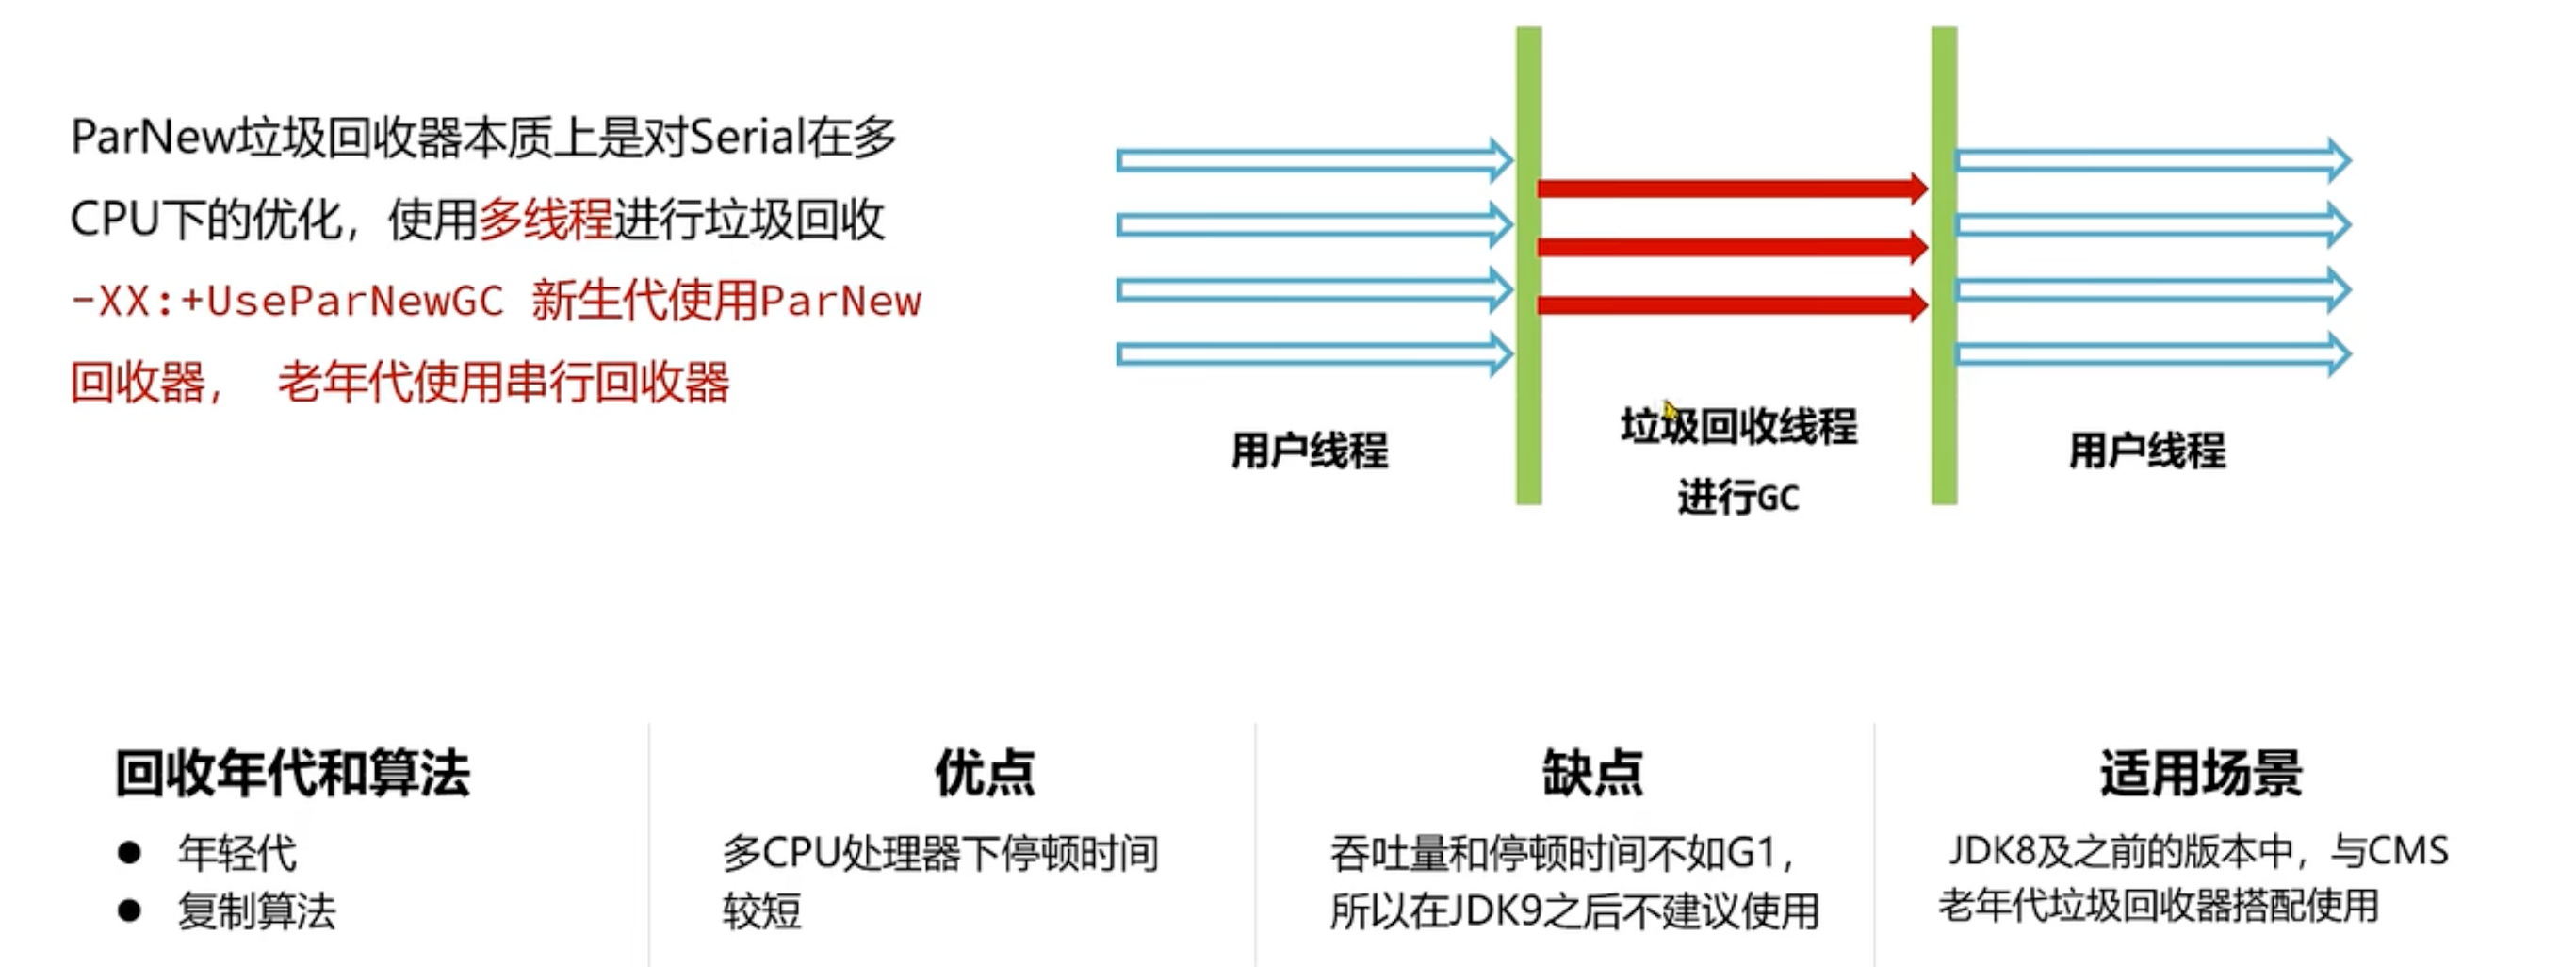 ParNew垃圾回收器本质上是对Serial在多
CPU下的优化，使用多线程进行垃圾回收
-XX:+UseParNewGC 新生代使用ParNew
回收器， 老年代使用串行回收器
用户线程
垃圾回收线程
进行GC
用户线程
回收年代和算法
● 年轻代
● 复制算法
优点
多CPU处理器下停顿时间
较短
缺点
吞吐量和停顿时间不如G1，
所以在JDK9之后不建议使用
适用场景
JDK8及之前的版本中，与CMS
老年代垃圾回收器搭配使用